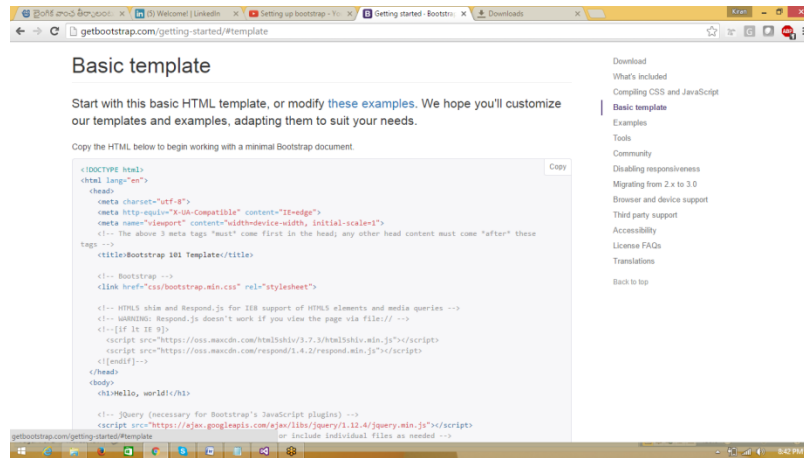 (5) Welcome! | LinkedIn
Setting up bootstrap - Yo
Getting started · Bootstrap
Downloads
Kiran
getbootstrap.com/getting-started/#template
Basic template
Start with this basic HTML template, or modify these examples. We hope you'll customize
our templates and examples, adapting them to suit your needs.
Copy the HTML below to begin working with a minimal Bootstrap document.
Copy
<!DOCTYPE html>
<html lang="en">
<head>
<meta charset="utf-8">
<meta http-equiv="X-UA-Compatible" content="IE=edge">
<meta name="viewport" content="width=device-width, initial-scale=1">
<!-- The above 3 meta tags *must* come first in the head; any other head content must come *after* these
tags -->
<title>Bootstrap 101 Template</title>
<!-- Bootstrap -->
<link href="css/bootstrap.min.css" rel="stylesheet">
<!-- HTML5 shim and Respond.js for IE8 support of HTML5 elements and media queries -->
<!-- WARNING: Respond.js doesn't work if you view the page via file:// -->
<!--[if lt IE 9]>
<script src="https://oss.maxcdn.com/html5shiv/3.7.3/html5shiv.min.js"></script>
<script src="https://oss.maxcdn.com/respond/1.4.2/respond.min.js"></script>
<![endif]-->
</head>
<body>
<h1>Hello, world!</h1>
<!-- jQuery (necessary for Bootstrap's JavaScript plugins) -->
<script src="https://ajax.googleapis.com/ajax/libs/jquery/1.12.4/jquery.min.js"></script>
or include individual files as needed -->
getbootstrap.com/getting-started/#template
Download
What's included
Compiling CSS and JavaScript
Basic template
Examples
Tools
Community
Disabling responsiveness
Migrating from 2.x to 3.0
Browser and device support
Third party support
Accessibility
License FAQs
Translations
Back to top
8:42 PM